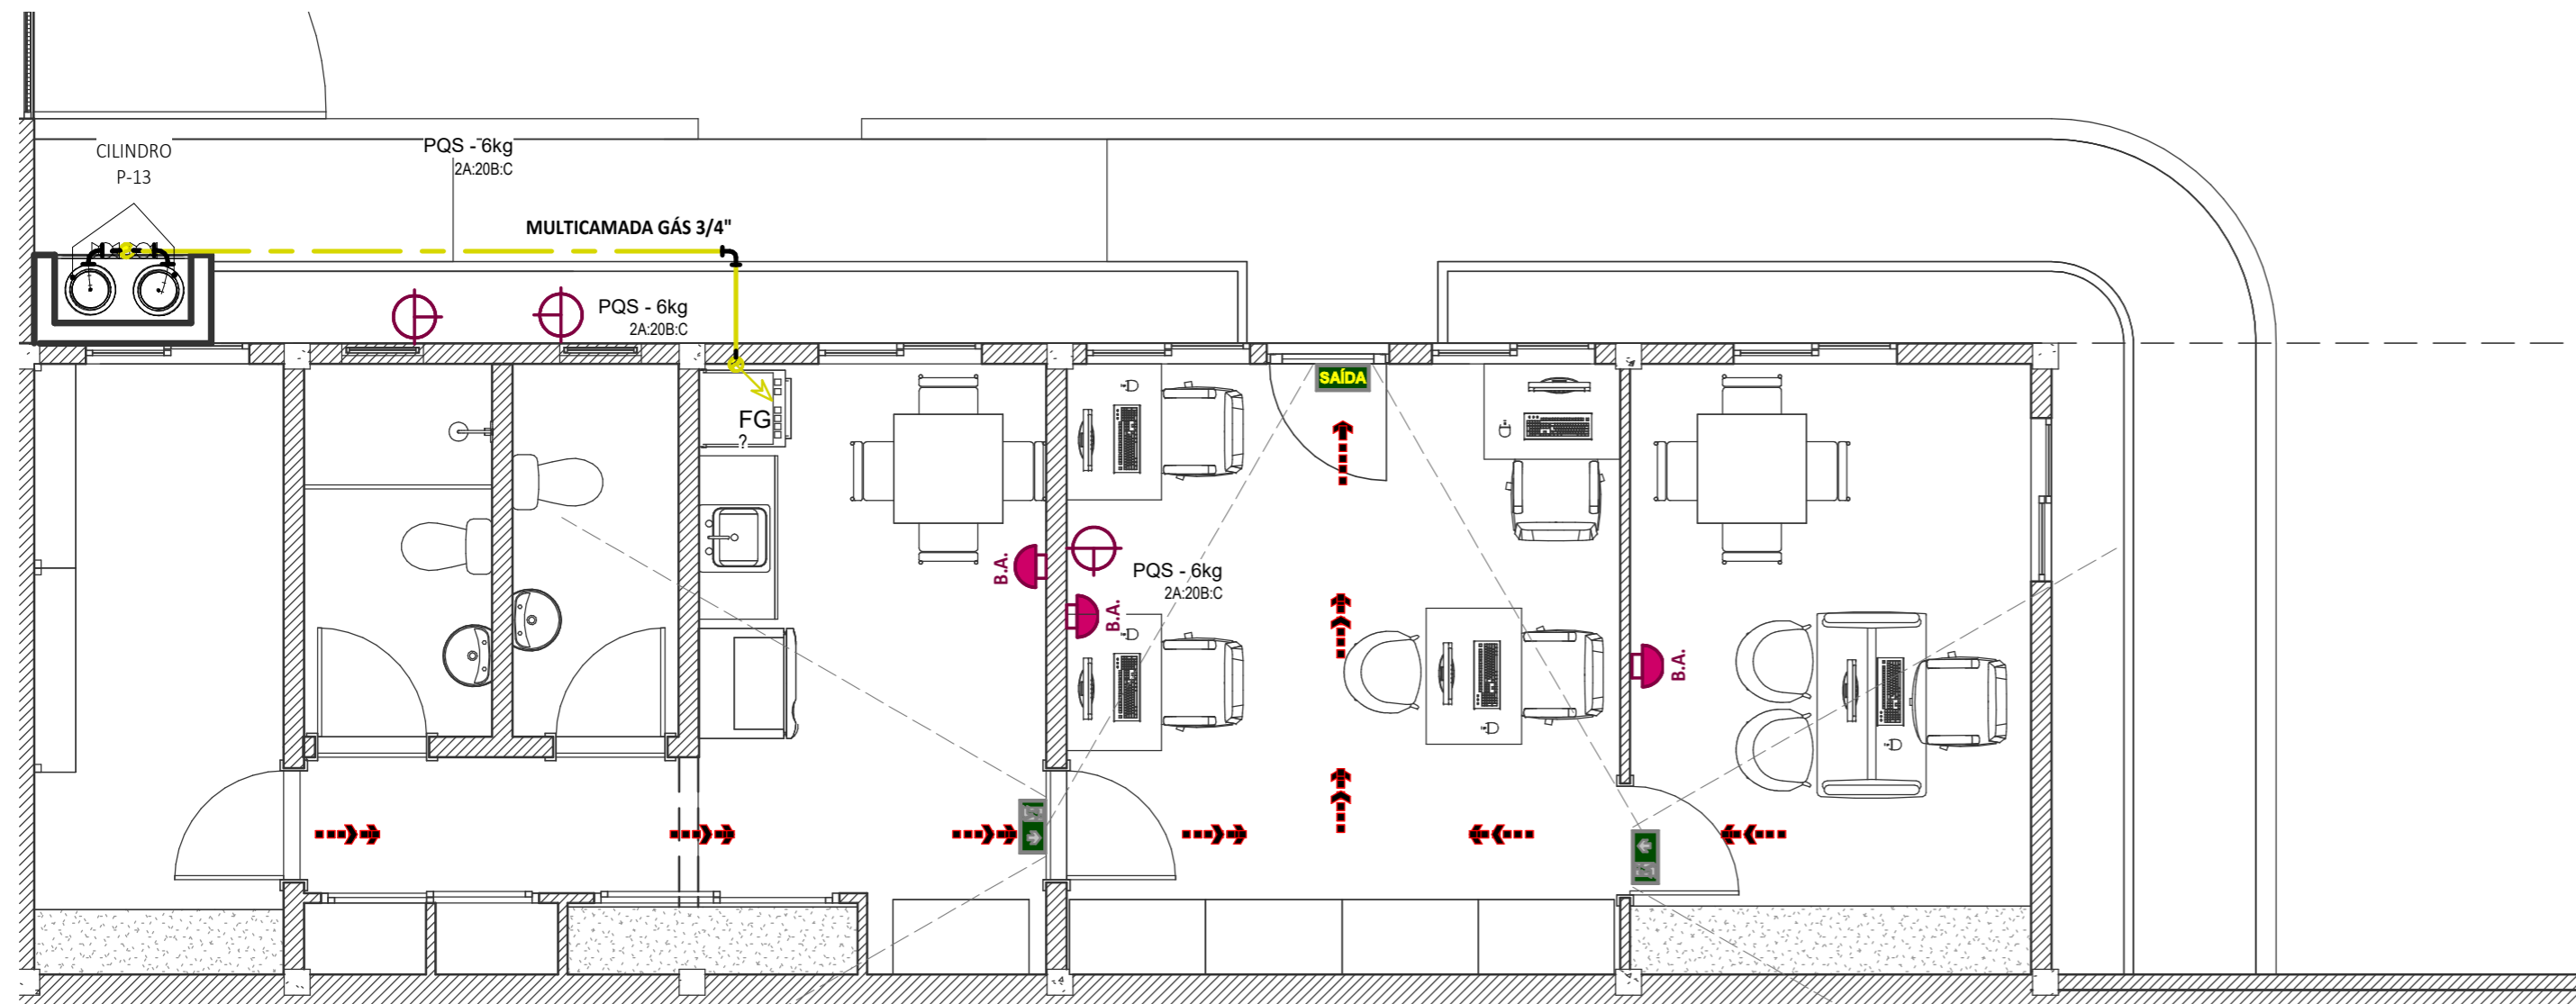 CILINDRO
P-13
PQS - 6kg
2A:20B:C
MULTICAMADA GÁS 3/4"
PQS - 6kg
2A:20B:C
SAÍDA
FG
?
B.A.
B.A.
PQS - 6kg
2A:20B:C
B.A.